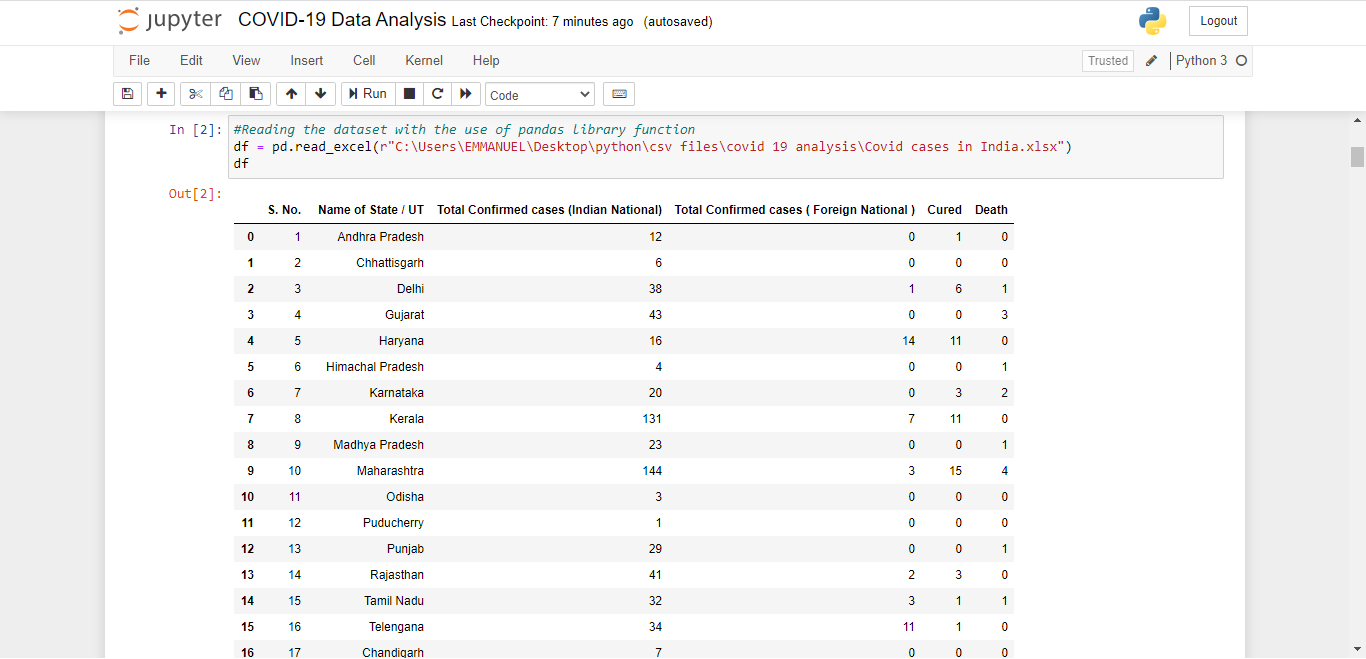 jupyter COVID-19 Data Analysis Last Checkpoint: 7 minutes ago (autosaved) Logout
File Edit View Insert Cell Kernel Help Trusted Python 3
Run Code
In [2]: #Reading the dataset with the use of pandas library function
df = pd.read_excel(r"C:\Users\EMMANUEL\Desktop\python\csv files\covid 19 analysis\Covid cases in India.xlsx")
df
Out[2]:
S. No. Name of State / UT Total Confirmed cases (Indian National) Total Confirmed cases ( Foreign National ) Cured Death
0 1 Andhra Pradesh 12 0 1 0
1 2 Chhattisgarh 6 0 0 0
2 3 Delhi 38 1 6 1
3 4 Gujarat 43 0 0 3
4 5 Haryana 16 14 11 0
5 6 Himachal Pradesh 4 0 0 1
6 7 Karnataka 20 0 3 2
7 8 Kerala 131 7 11 0
8 9 Madhya Pradesh 23 0 0 1
9 10 Maharashtra 144 3 15 4
10 11 Odisha 3 0 0 0
11 12 Puducherry 1 0 0 0
12 13 Punjab 29 0 0 1
13 14 Rajasthan 41 2 3 0
14 15 Tamil Nadu 32 3 1 1
15 16 Telengana 34 11 1 0
16 17 Chandigarh 7 0 0 0